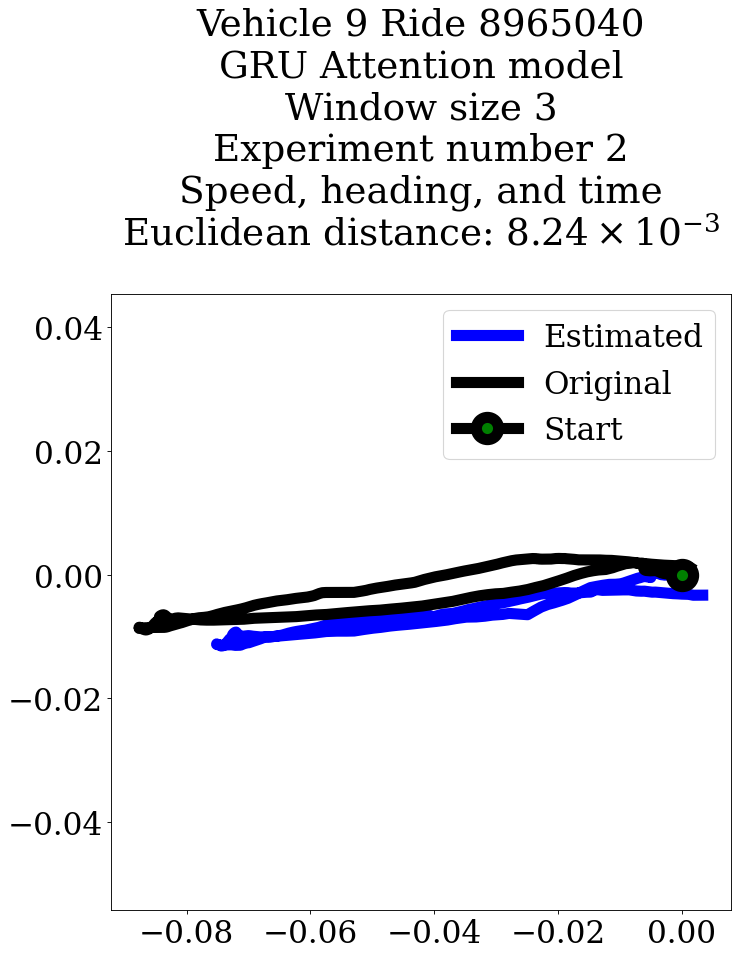 Vehicle 9 Ride 8965040
GRU Attention model
Window size 3
Experiment number 2
Speed, heading, and time
Euclidean distance: 8.24 × 10⁻³
Estimated
Original
Start
0.04
0.02
0.00
−0.02
−0.04
−0.08
−0.06
−0.04
−0.02
0.00